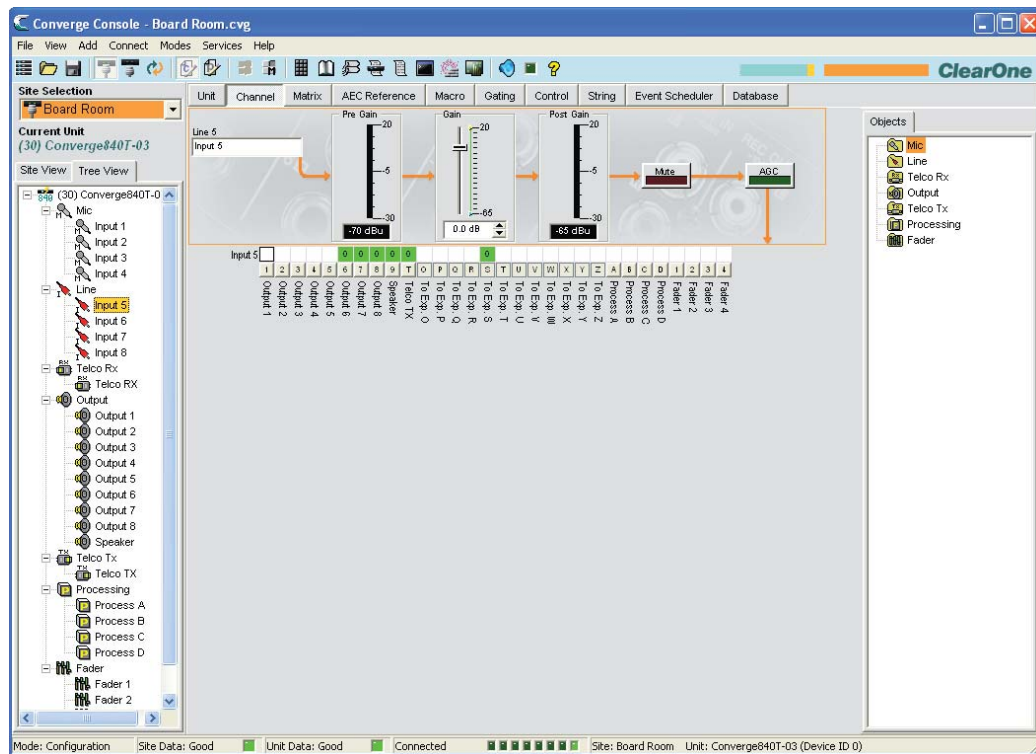 Converge Console - Board Room.cvg
File View Add Connect Modes Services Help
ClearOne
Site Selection
Board Room
Current Unit
(30) Converge840T-03
Site View Tree View
(30) Converge840T-0
Mic
Input 1
Input 2
Input 3
Input 4
Line
Input 5
Input 6
Input 7
Input 8
Telco Rx
Telco RX
Output
Output 1
Output 2
Output 3
Output 4
Output 5
Output 6
Output 7
Output 8
Speaker
Telco Tx
Telco TX
Processing
Process A
Process B
Process C
Process D
Fader
Fader 1
Fader 2
Unit Channel Matrix AEC Reference Macro Gating Control String Event Scheduler Database
Line 5
Input 5
Pre Gain
20
-5
-30
-70 dBu
Gain
20
-65
0.0 dB
Post Gain
20
-5
-30
-65 dBu
Mute
AGC
Input 5 0 0 0 0 0 0
1 2 3 4 5 6 7 8 9 T O P Q R S T U V W X Y Z A B C D 1 2 3 4
Output 1
Output 2
Output 3
Output 4
Output 5
Output 6
Output 7
Output 8
Speaker
Telco TX
To Exp. O
To Exp. P
To Exp. Q
To Exp. R
To Exp. S
To Exp. T
To Exp. U
To Exp. V
To Exp. W
To Exp. X
To Exp. Y
To Exp. Z
Process A
Process B
Process C
Process D
Fader 1
Fader 2
Fader 3
Fader 4
Objects
Mic
Line
Telco Rx
Output
Telco Tx
Processing
Fader
Mode: Configuration Site Data: Good Unit Data: Good Connected Site: Board Room Unit: Converge840T-03 (Device ID 0)